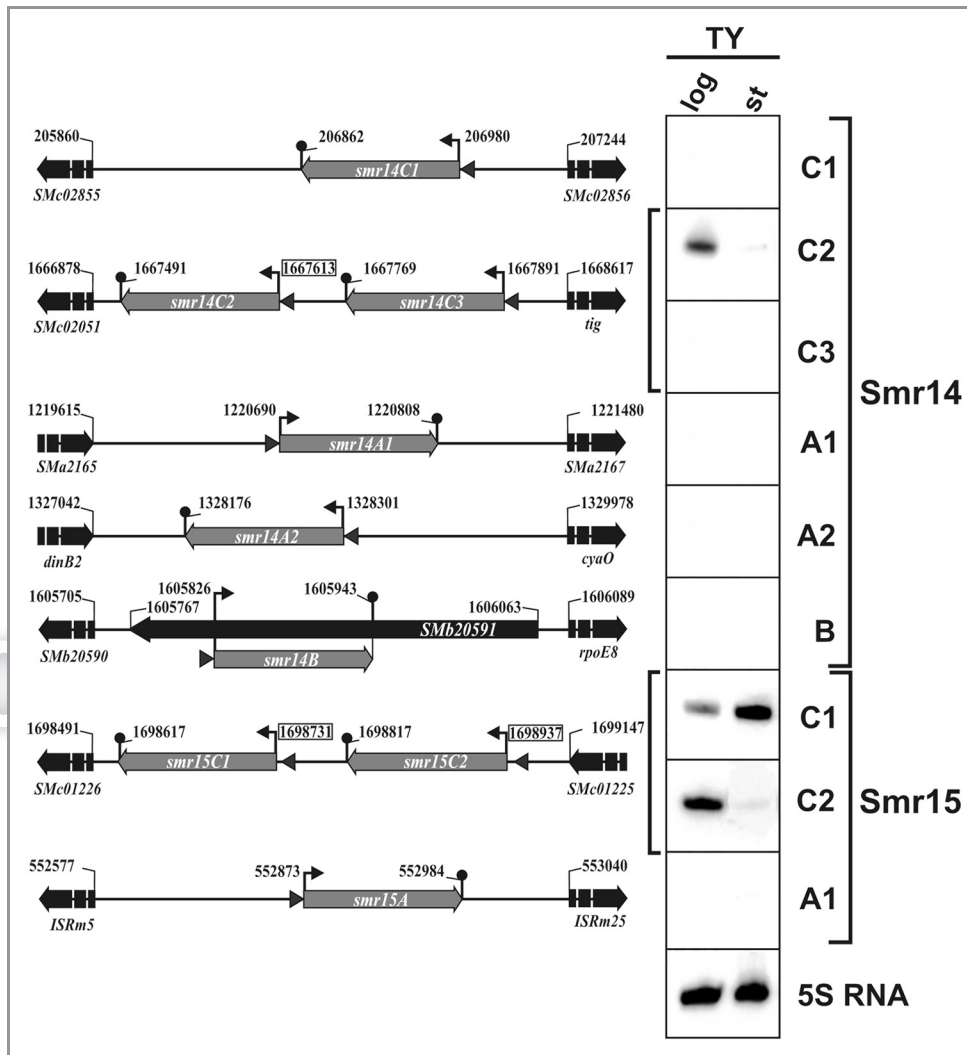 TY
log st
205860 206862 206980 207244
smr14C1
SMc02855 SMc02856
C1
1666878 1667491 1667613 1667769 1667891 1668617
smr14C2 smr14C3
SMc02051 tig
C2
C3
Smr14
1219615 1220690 1220808 1221480
smr14A1
SMa2165 SMa2167
A1
1327042 1328176 1328301 1329978
smr14A2
dinB2 cyaO
A2
1605705 1605826 1605943 1606089
1605767 1606063
SMb20591
SMb20590 smr14B rpoE8
B
1698491 1698617 1698731 1698817 1698937 1699147
smr15C1 smr15C2
SMc01226 SMc01225
C1
C2
Smr15
552577 552873 552984 553040
smr15A
ISRm5 ISRm25
A1
5S RNA